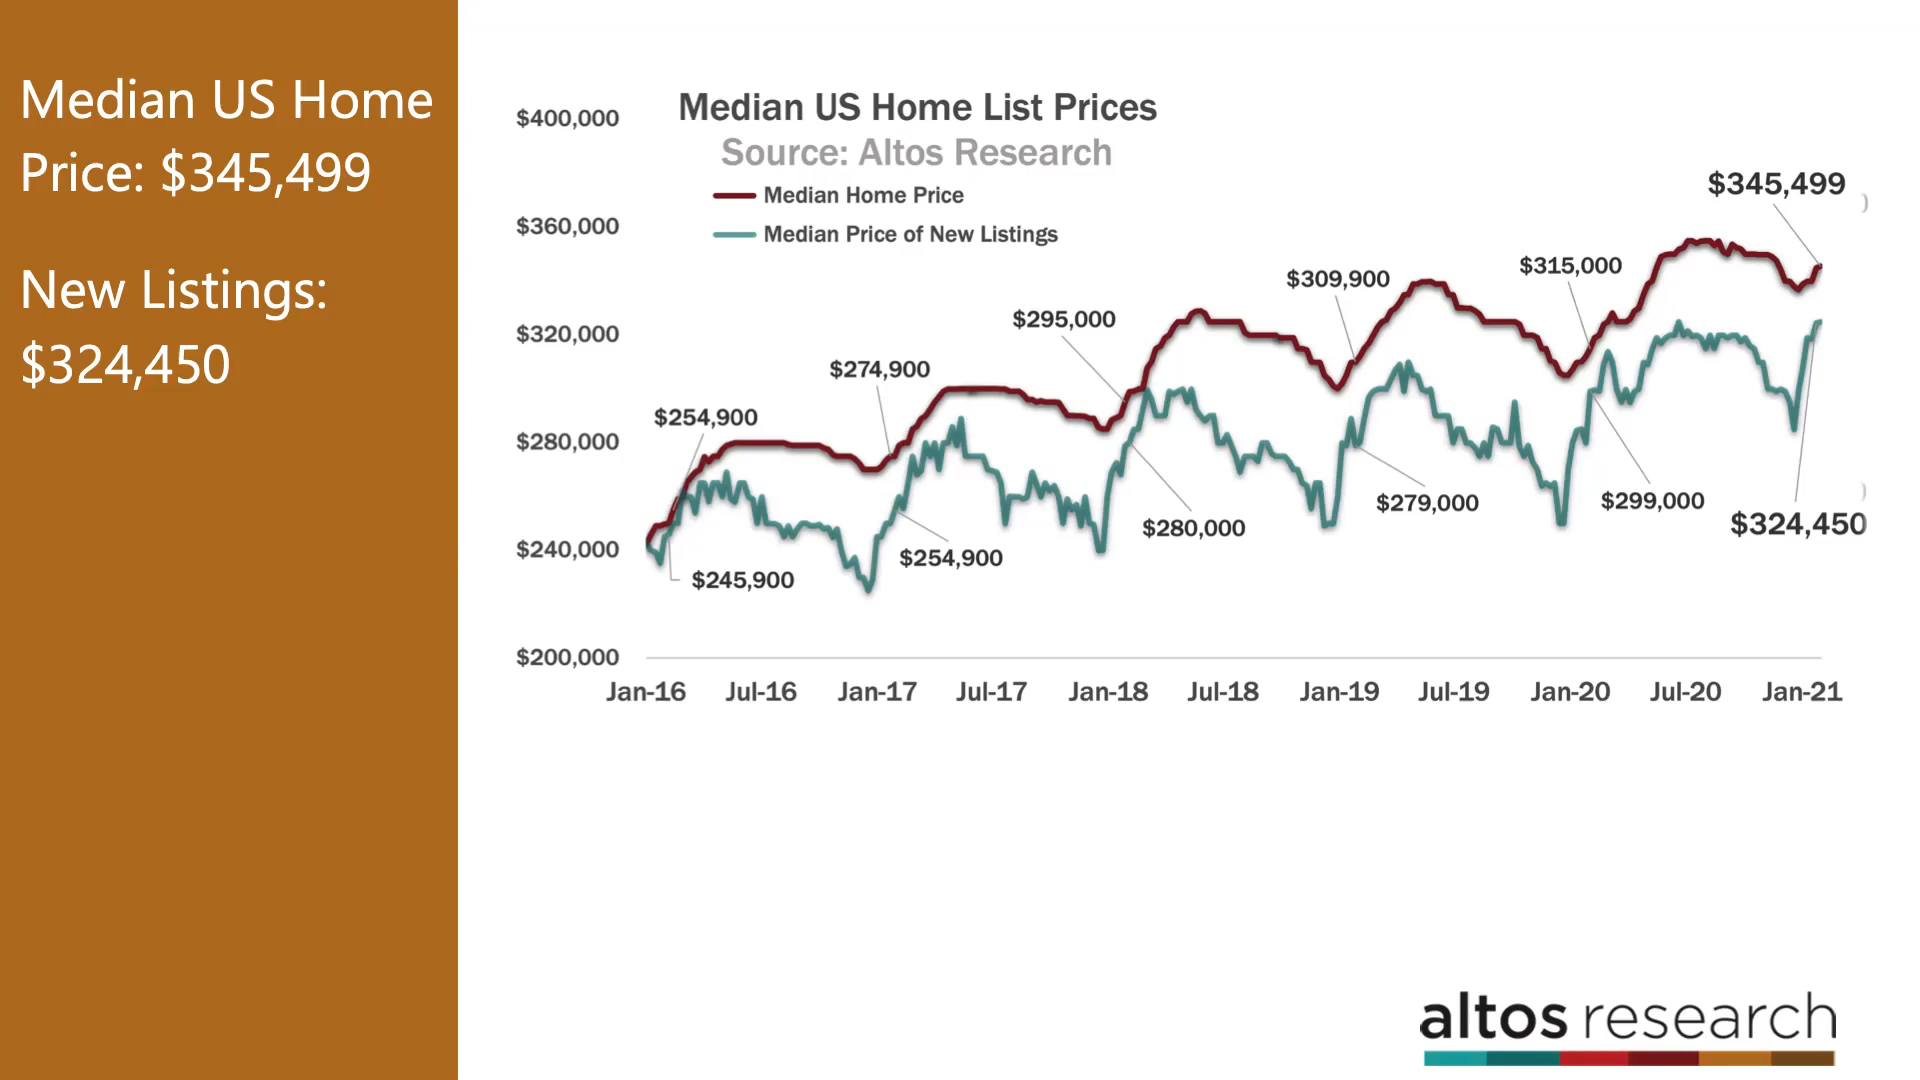 Median US Home
Price: $345,499
New Listings:
$324,450
Median US Home List Prices
Source: Altos Research
Median Home Price
Median Price of New Listings
$400,000
$360,000
$320,000
$280,000
$240,000
$200,000
$254,900
$274,900
$295,000
$309,900
$315,000
$345,499
$245,900
$254,900
$280,000
$279,000
$299,000
$324,450
Jan-16 Jul-16 Jan-17 Jul-17 Jan-18 Jul-18 Jan-19 Jul-19 Jan-20 Jul-20 Jan-21
altos research